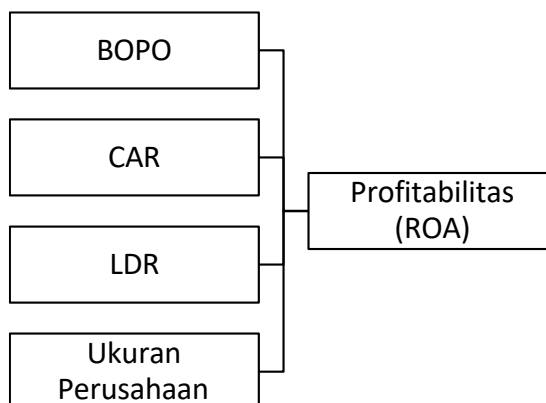 BOPO
CAR
LDR
Ukuran
Perusahaan
Profitabilitas
(ROA)